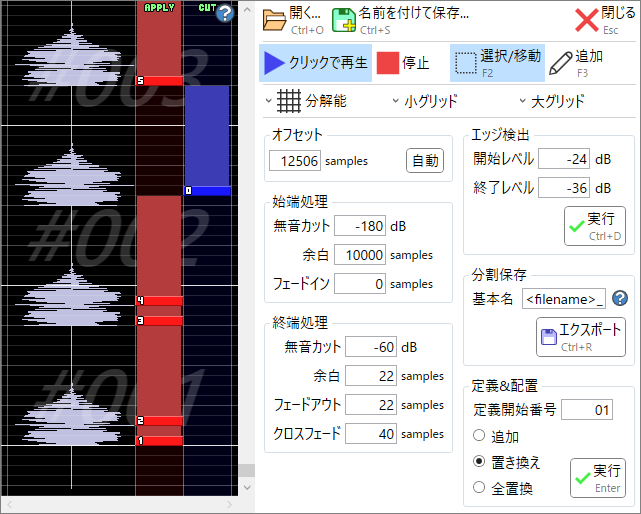 APPLY CUT ?
#003
#002
#001
5
1
4
3
2
1
開く... Ctrl+O
名前を付けて保存... Ctrl+S
閉じる Esc
クリックで再生
停止
選択/移動 F2
追加 F3
分解能
小グリッド
大グリッド
オフセット
12506 samples 自動
始端処理
無音カット -180 dB
余白 10000 samples
フェードイン 0 samples
終端処理
無音カット -60 dB
余白 22 samples
フェードアウト 22 samples
クロスフェード 40 samples
エッジ検出
開始レベル -24 dB
終了レベル -36 dB
実行
Ctrl+D
分割保存
基本名 <filename>_ ?
エクスポート
Ctrl+R
定義&配置
定義開始番号 01
追加
置き換え
全置換
実行
Enter